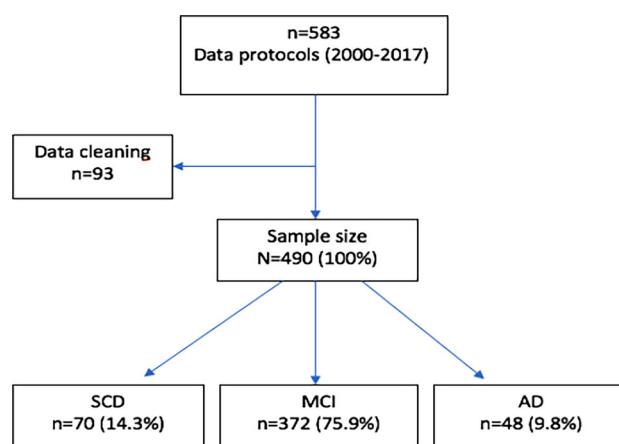 n=583
Data protocols (2000-2017)
Data cleaning
n=93
Sample size
N=490 (100%)
SCD
n=70 (14.3%)
MCI
n=372 (75.9%)
AD
n=48 (9.8%)